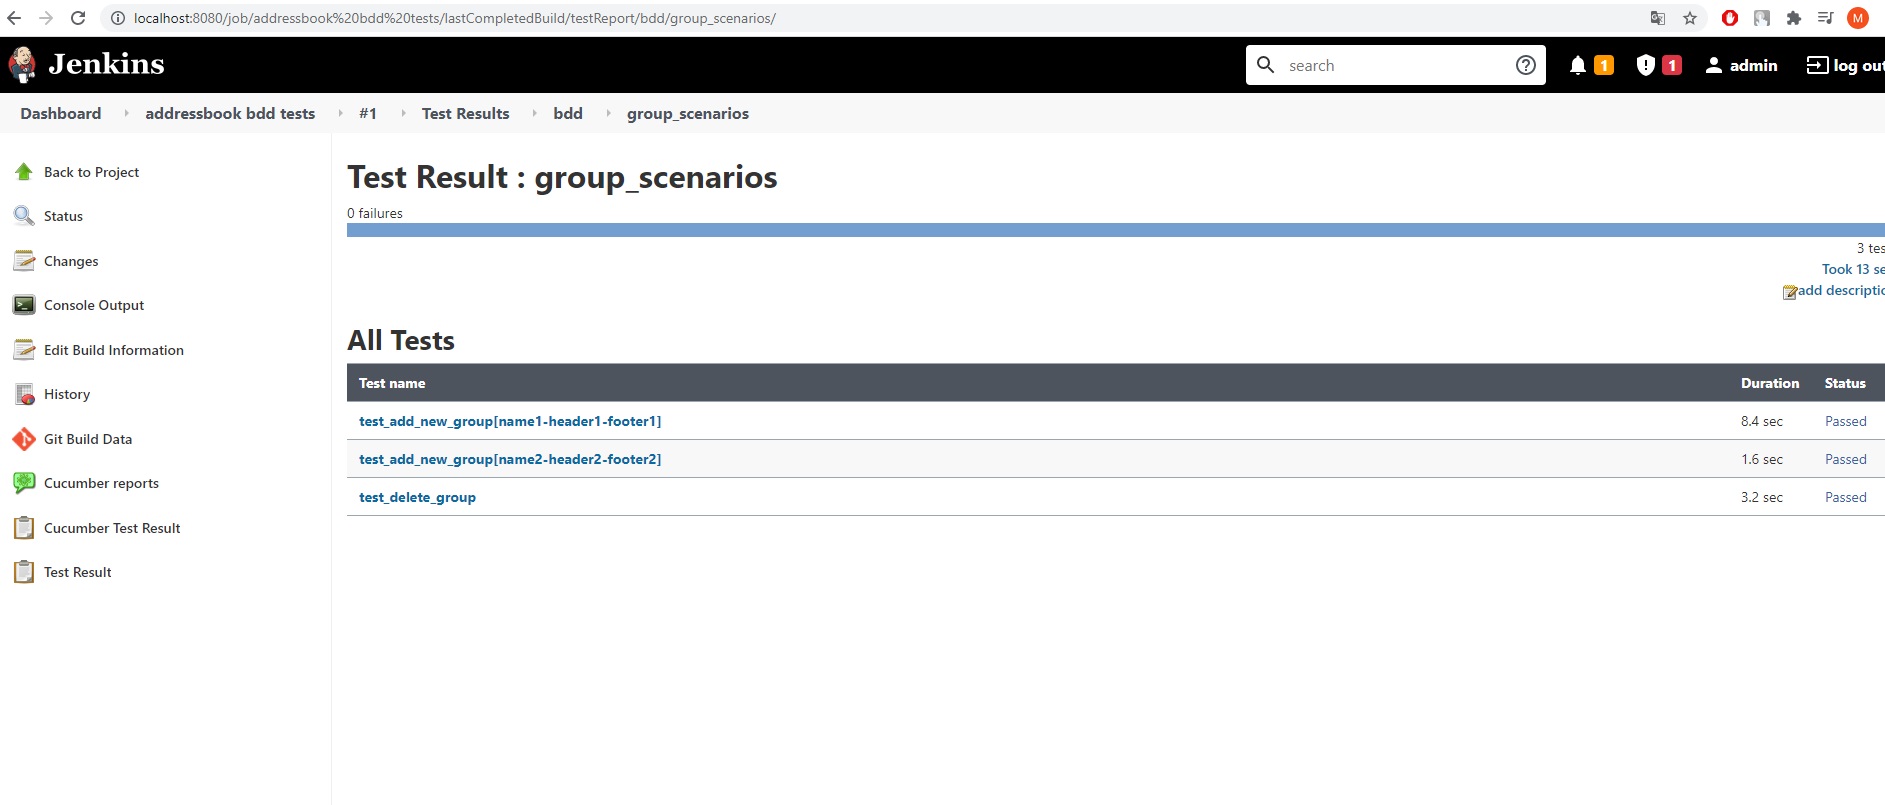 localhost:8080/job/addressbook%20bdd%20tests/lastCompletedBuild/testReport/bdd/group_scenarios/
M
Jenkins
search
1
1
admin
log out
Dashboard
addressbook bdd tests
#1
Test Results
bdd
group_scenarios
Back to Project
Status
Changes
Console Output
Edit Build Information
History
Git Build Data
Cucumber reports
Cucumber Test Result
Test Result
Test Result : group_scenarios
0 failures
3 tes
Took 13 se
add descriptio
All Tests
Test name Duration Status
test_add_new_group[name1-header1-footer1] 8.4 sec Passed
test_add_new_group[name2-header2-footer2] 1.6 sec Passed
test_delete_group 3.2 sec Passed